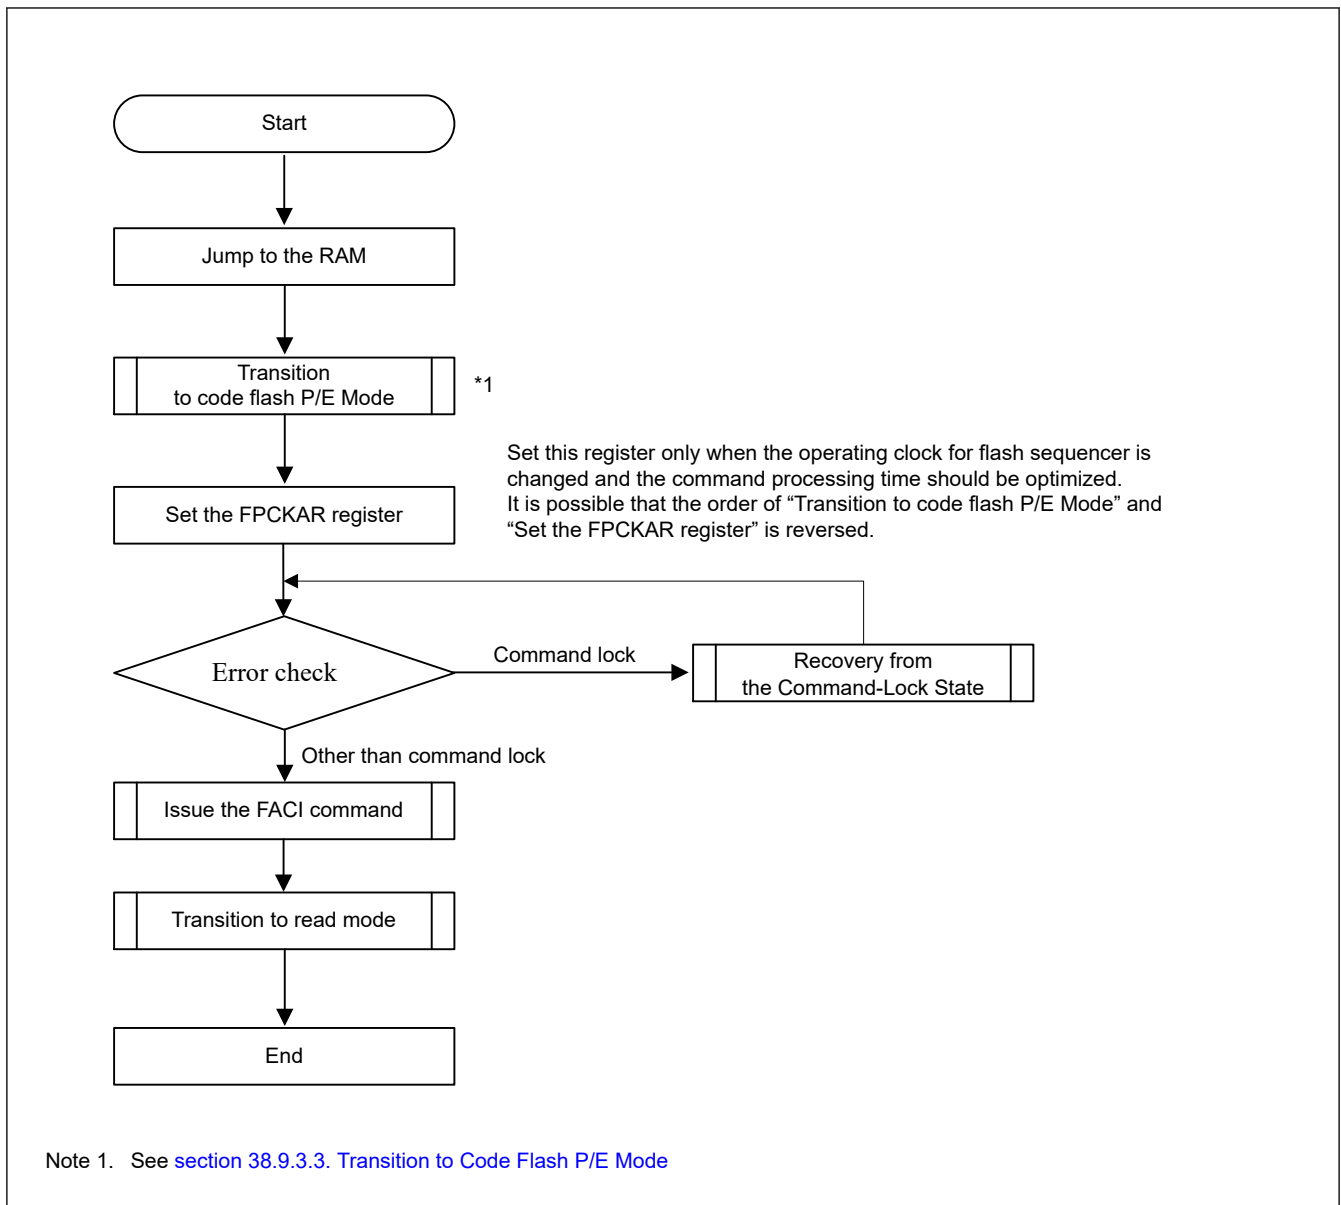 Start
Jump to the RAM
Transition
to code flash P/E Mode
*1
Set this register only when the operating clock for flash sequencer is
changed and the command processing time should be optimized.
It is possible that the order of “Transition to code flash P/E Mode” and
“Set the FPCKAR register” is reversed.
Set the FPCKAR register
Error check
Command lock
Recovery from
the Command-Lock State
Other than command lock
Issue the FACI command
Transition to read mode
End
Note 1. See section 38.9.3.3. Transition to Code Flash P/E Mode